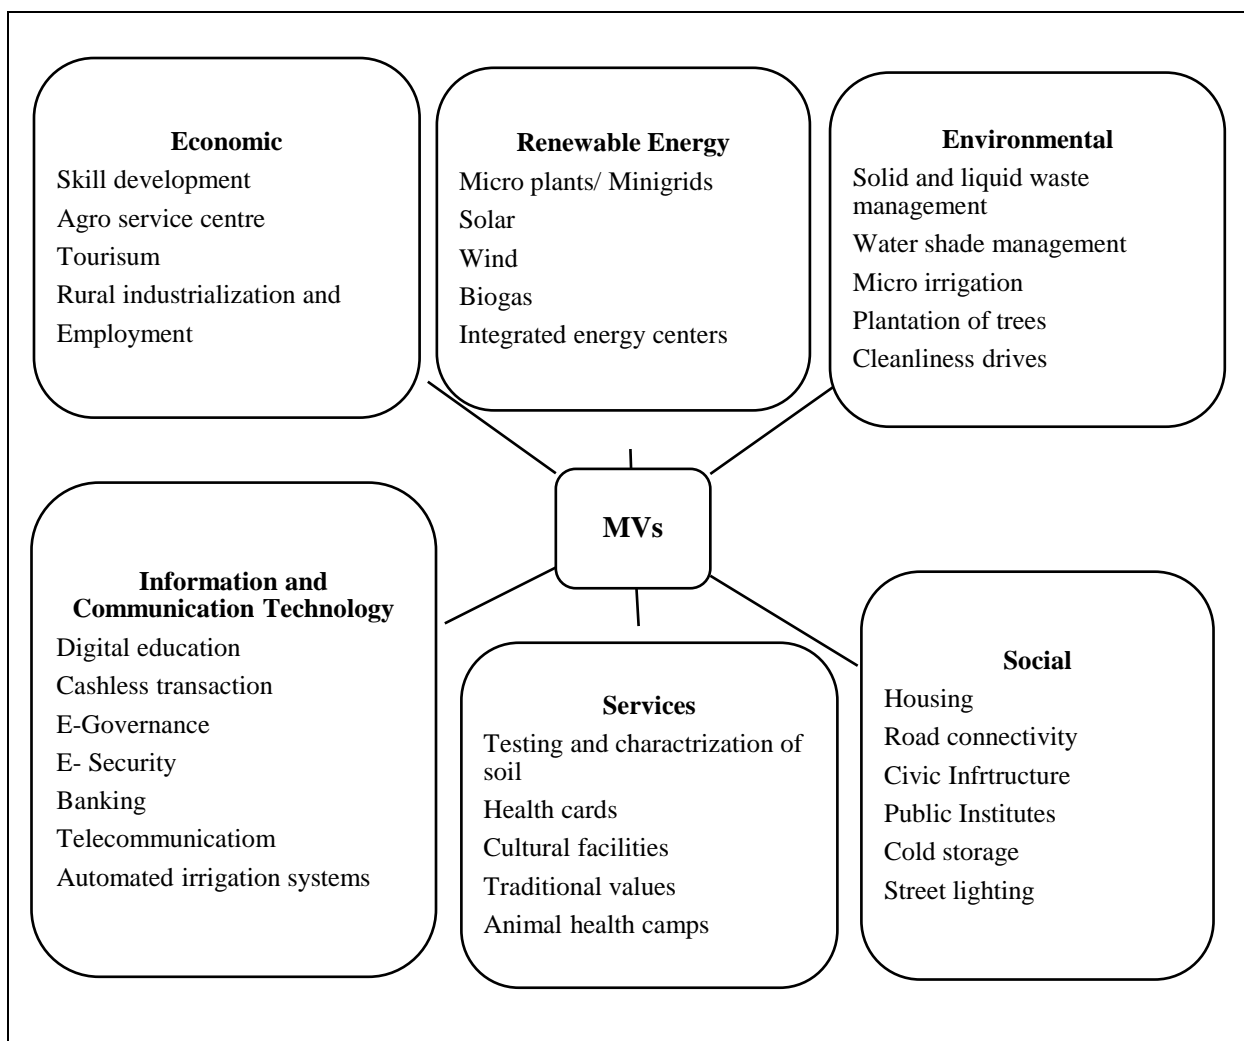 Economic
Skill development
Agro service centre
Tourisum
Rural industrialization and
Employment
Renewable Energy
Micro plants/ Minigrids
Solar
Wind
Biogas
Integrated energy centers
Environmental
Solid and liquid waste
management
Water shade management
Micro irrigation
Plantation of trees
Cleanliness drives
MVs
Information and
Communication Technology
Digital education
Cashless transaction
E-Governance
E- Security
Banking
Telecommunicatiom
Automated irrigation systems
Services
Testing and charactrization of
soil
Health cards
Cultural facilities
Traditional values
Animal health camps
Social
Housing
Road connectivity
Civic Infrtructure
Public Institutes
Cold storage
Street lighting